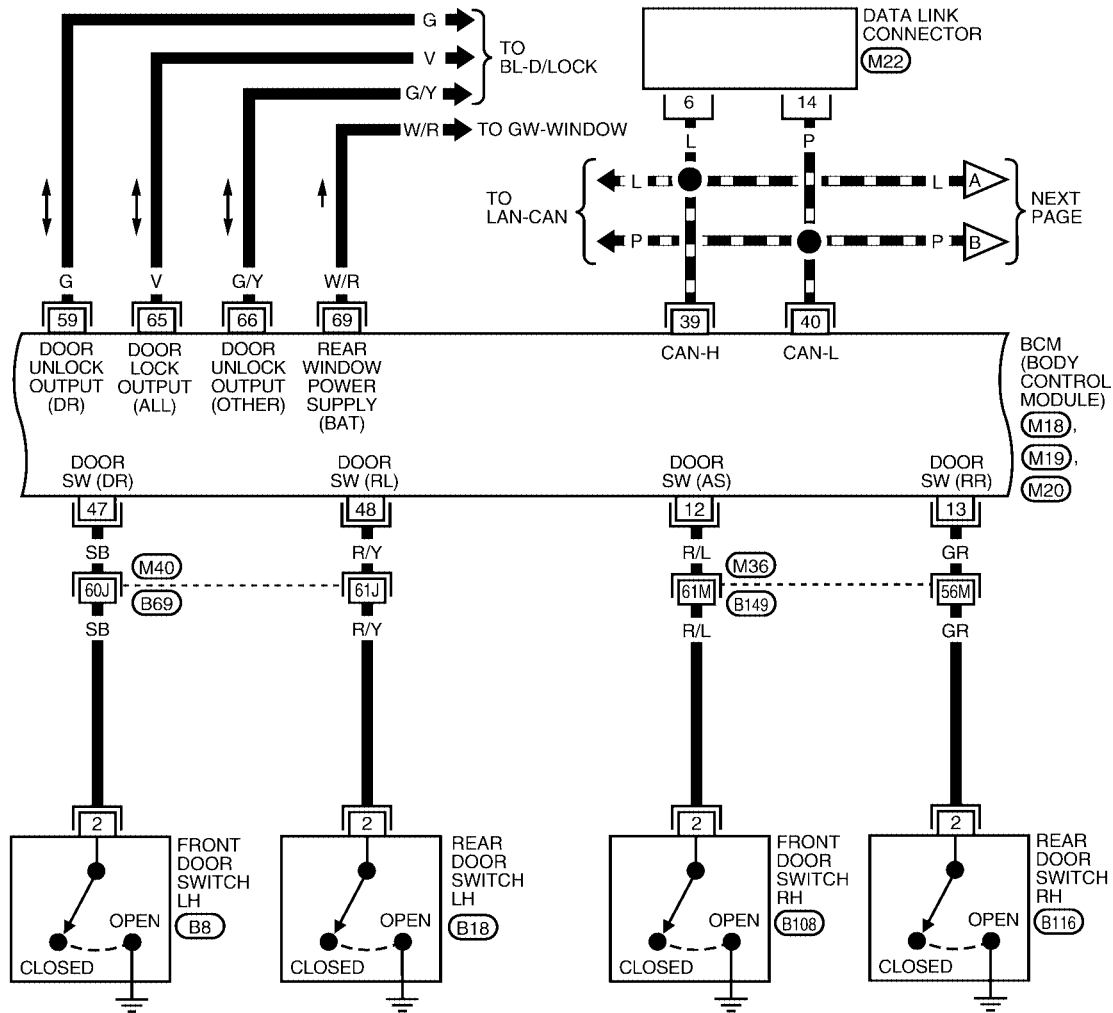 G
V
G/Y
TO
BL-D/LOCK
W/R
TO GW-WINDOW
DATA LINK
CONNECTOR
M22
6
14
L
P
TO
LAN-CAN
L
L
A
P
P
B
NEXT
PAGE
G
V
G/Y
W/R
59
65
66
69
39
40
DOOR
UNLOCK
OUTPUT
(DR)
DOOR
LOCK
OUTPUT
(ALL)
DOOR
UNLOCK
OUTPUT
(OTHER)
REAR
WINDOW
POWER
SUPPLY
(BAT)
CAN-H
CAN-L
BCM
(BODY
CONTROL
MODULE)
M18,
M19,
M20
DOOR
SW (DR)
DOOR
SW (RL)
DOOR
SW (AS)
DOOR
SW (RR)
47
48
12
13
SB
R/Y
R/L
GR
M40
M36
60J
61J
61M
56M
B69
B149
SB
R/Y
R/L
GR
2
2
2
2
FRONT
DOOR
SWITCH
LH
B8
OPEN
CLOSED
REAR
DOOR
SWITCH
LH
B18
OPEN
CLOSED
FRONT
DOOR
SWITCH
RH
B108
OPEN
CLOSED
REAR
DOOR
SWITCH
RH
B116
OPEN
CLOSED